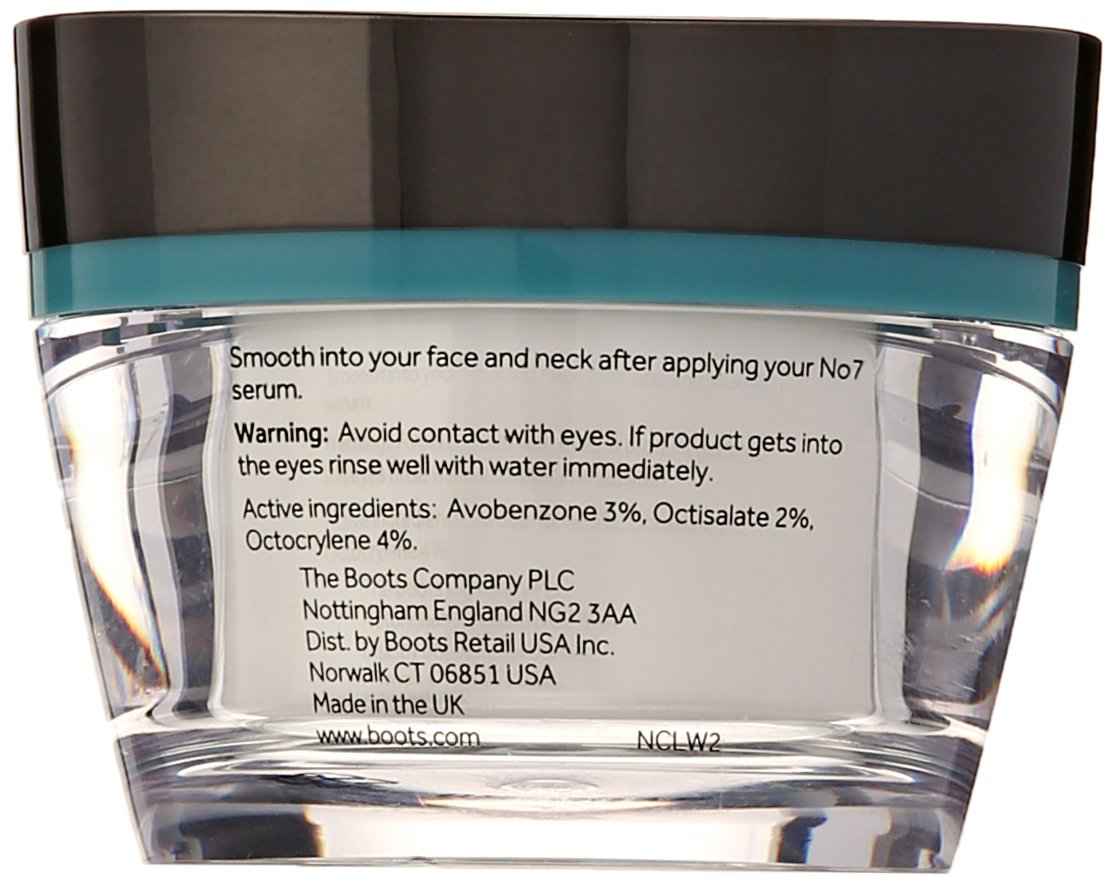 Smooth into your face and neck after applying your No7
serum.
Warning: Avoid contact with eyes. If product gets into
the eyes rinse well with water immediately.
Active ingredients: Avobenzone 3%, Octisalate 2%,
Octocrylene 4%.
The Boots Company PLC
Nottingham England NG2 3AA
Dist. by Boots Retail USA Inc.
Norwalk CT 06851 USA
Made in the UK
www.boots.com NCLW2